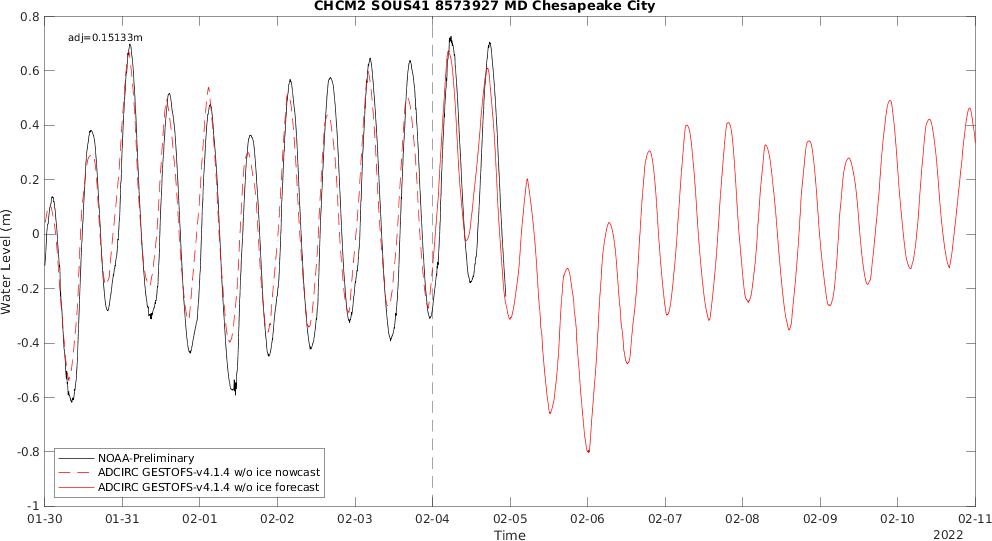 CHCM2 SOUS41 8573927 MD Chesapeake City
adj=0.15133m
Water Level (m)
0.8
0.6
0.4
0.2
0
-0.2
-0.4
-0.6
-0.8
-1
NOAA-Preliminary
ADCIRC GESTOFS-v4.1.4 w/o ice nowcast
ADCIRC GESTOFS-v4.1.4 w/o ice forecast
01-30 01-31 02-01 02-02 02-03 02-04 02-05 02-06 02-07 02-08 02-09 02-10 02-11
Time
2022